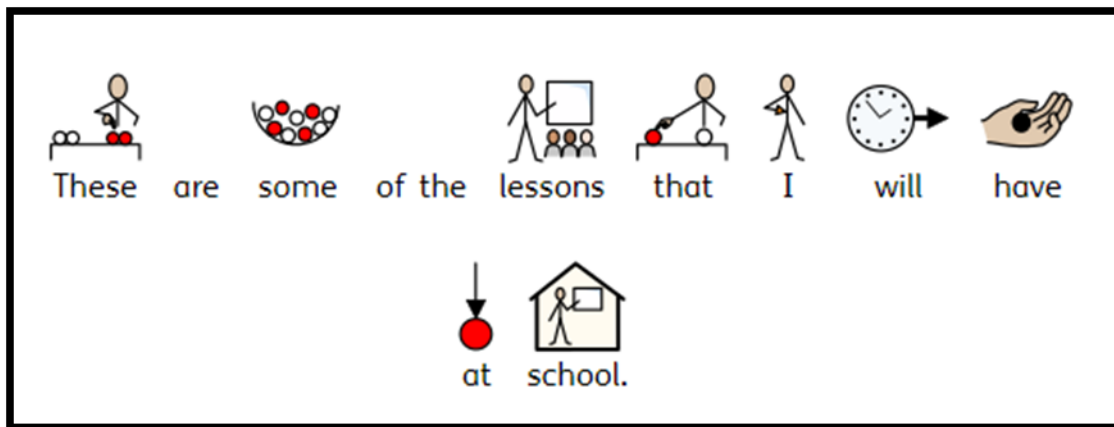 These are some of the lessons that I will have
at school.